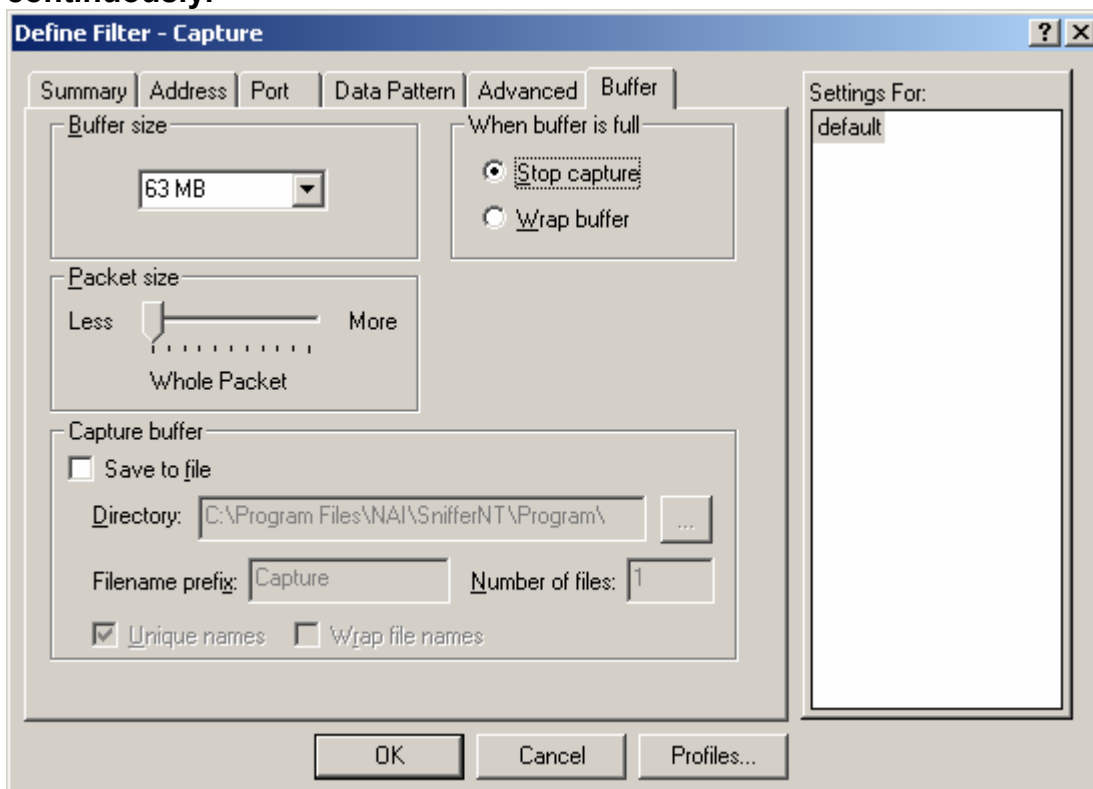 continuously.
Define Filter - Capture
Summary Address Port Data Pattern Advanced Buffer
Buffer size
63 MB
When buffer is full
Stop capture
Wrap buffer
Packet size
Less More
Whole Packet
Capture buffer
Save to file
Directory: C:\Program Files\NAI\SnifferNT\Program\ ...
Filename prefix: Capture Number of files: 1
Unique names Wrap file names
Settings For:
default
OK Cancel Profiles...